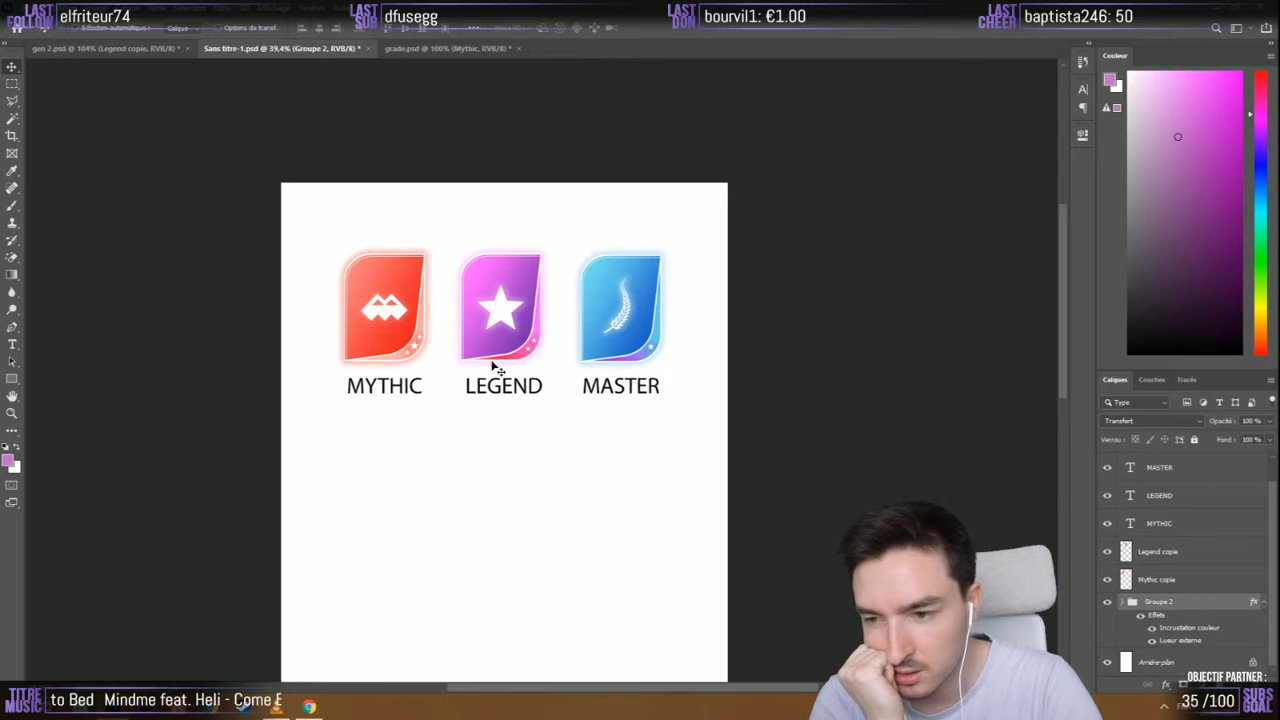 LAST FOLLOW elfriteur74
LAST SUB dfusegg
LAST DON bourvil1: €1.00
LAST CHEER baptista246: 50
Options de transf.
gen 2.psd @ 104% (Legend copie, RVB/8) *
Sans titre-1.psd @ 39,4% (Groupe 2, RVB/8) *
grade.psd @ 100% (Mythic, RVB/8) *
Couleur
MYTHIC
LEGEND
MASTER
Calques Couches Tracés
Type
Transfert Opacité : 100 %
Verrou : Fond : 100 %
MASTER
LEGEND
MYTHIC
Legend copie
Mythic copie
Groupe 2
Effets
Incrustation couleur
Lueur externe
Arrière-plan
OBJECTIF PARTNER :
TITRE MUSIC to Bed Mindme feat. Heli - Come E
35 /100 SUBS GOAL